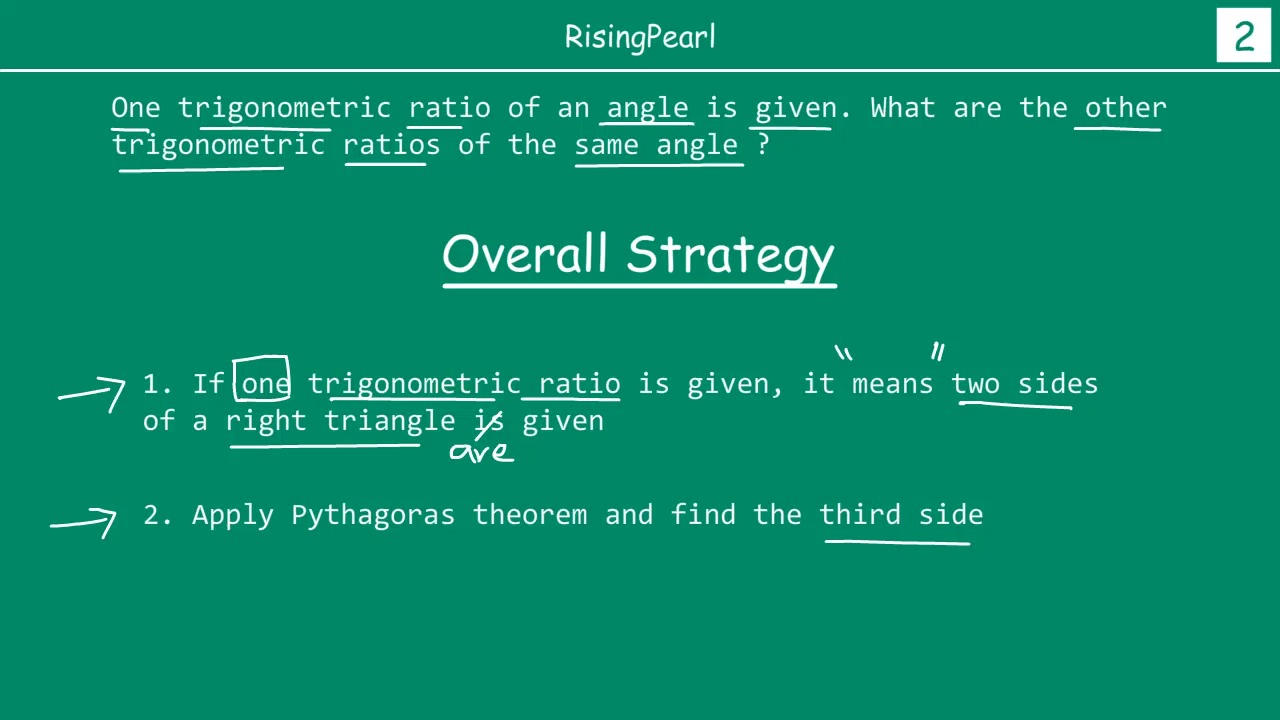 RisingPearl
2
One trigonometric ratio of an angle is given. What are the other
trigonometric ratios of the same angle ?
Overall Strategy
" "
1. If one trigonometric ratio is given, it means two sides
of a right triangle is given
are
2. Apply Pythagoras theorem and find the third side